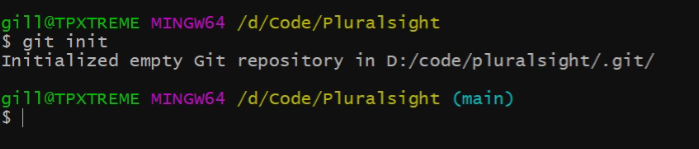 gill@TPXTREME MINGW64 /d/Code/Pluralsight
$ git init
Initialized empty Git repository in D:/code/pluralsight/.git/
gill@TPXTREME MINGW64 /d/Code/Pluralsight (main)
$